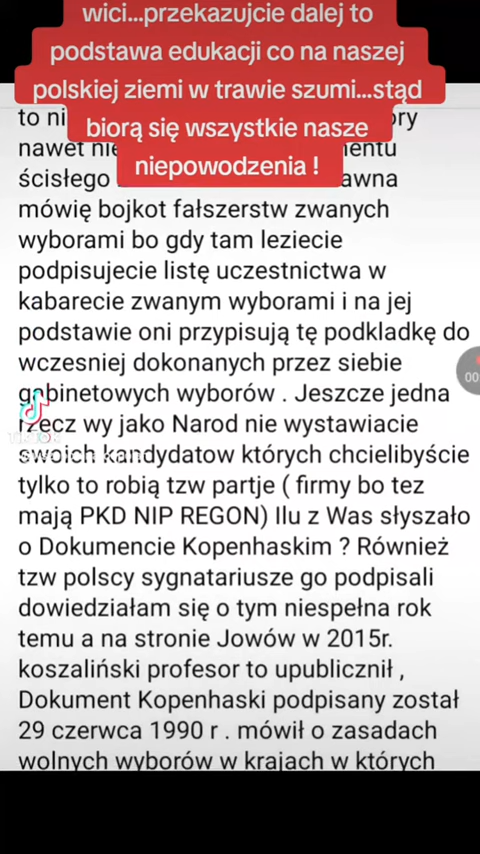 wici...przekazujcie dalej to
podstawa edukacji co na naszej
polskiej ziemi w trawie szumi...stąd
biorą się wszystkie nasze
niepowodzenia !
to
nawet
ścisłego
mówię bojkot fałszerstw zwanych
wyborami bo gdy tam leziecie
podpisujecie listę uczestnictwa w
kabarecie zwanym wyborami i na jej
podstawie oni przypisują tę podkladkę do
wczesniej dokonanych przez siebie
gabinetowych wyborów . Jeszcze jedna
rzecz wy jako Narod nie wystawiacie
swoich kandydatow których chcielibyście
tylko to robią tzw partje ( firmy bo tez
mają PKD NIP REGON) Ilu z Was słyszało
o Dokumencie Kopenhaskim ? Również
tzw polscy sygnatariusze go podpisali
dowiedziałam się o tym niespełna rok
temu a na stronie Jowów w 2015r.
koszaliński profesor to upublicznił ,
Dokument Kopenhaski podpisany został
29 czerwca 1990 r . mówił o zasadach
wolnych wyborów w krajach w których
00
TikTok